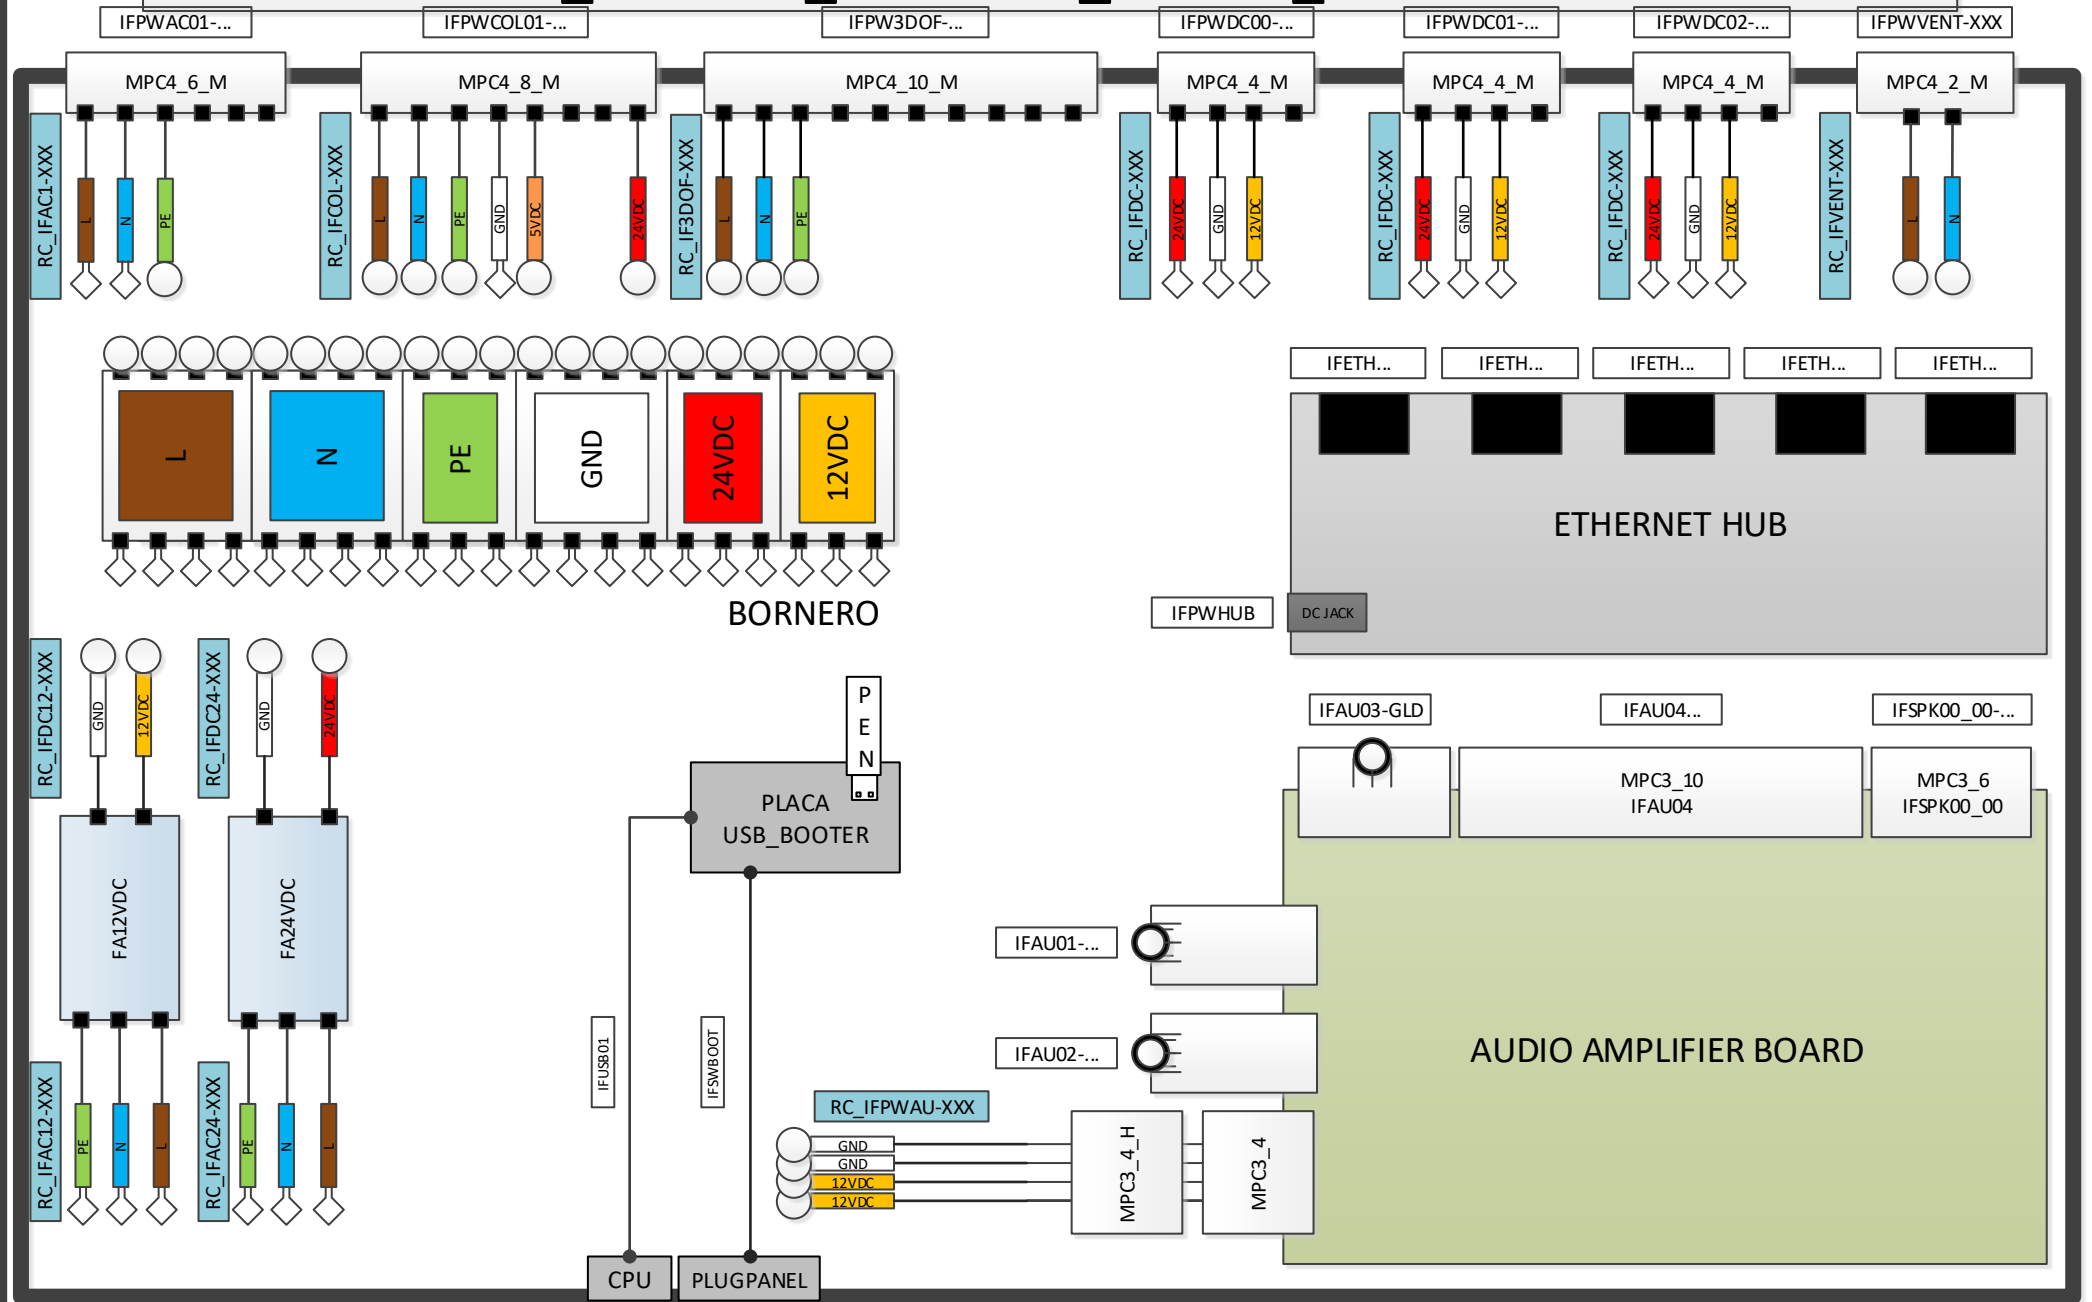 IFPWAC01-...
IFPWCOL01-...
IFPW3DOF-...
IFPWDC00-...
IFPWDC01-...
IFPWDC02-...
IFPWVENT-XXX
MPC4_6_M
MPC4_8_M
MPC4_10_M
MPC4_4_M
MPC4_4_M
MPC4_4_M
MPC4_2_M
RC_IFAC1-XXX
L
N
PE
RC_IFCOL-XXX
L
N
PE
GND
5VDC
24VDC
RC_IF3DOF-XXX
L
N
PE
RC_IFDC-XXX
24VDC
GND
12VDC
RC_IFDC-XXX
24VDC
GND
12VDC
RC_IFDC-XXX
24VDC
GND
12VDC
RC_IFVENT-XXX
L
N
L
N
PE
GND
24VDC
12VDC
BORNERO
IFETH...
IFETH...
IFETH...
IFETH...
IFETH...
ETHERNET HUB
IFPWHUB
DC JACK
RC_IFDC12-XXX
GND
12VDC
RC_IFDC24-XXX
GND
24VDC
FA12VDC
FA24VDC
RC_IFAC12-XXX
PE
N
L
RC_IFAC24-XXX
PE
N
L
P
E
N
PLACA
USB_BOOTER
IFUSB01
IFSWBOOT
CPU
PLUGPANEL
IFAU03-GLD
IFAU04...
IFSPK00_00-...
MPC3_10
IFAU04
MPC3_6
IFSPK00_00
IFAU01-...
IFAU02-...
AUDIO AMPLIFIER BOARD
RC_IFPWAU-XXX
GND
GND
12VDC
12VDC
MPC3_4_H
MPC3_4